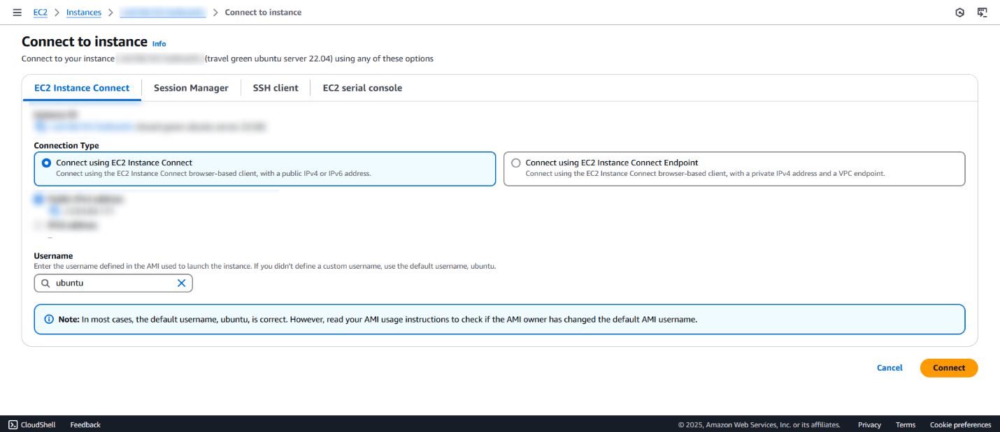 EC2 > Instances > > Connect to instance
Connect to instance Info
Connect to your instance (travel green ubuntu server 22.04) using any of these options
EC2 Instance Connect Session Manager SSH client EC2 serial console
Connection Type
Connect using EC2 Instance Connect
Connect using the EC2 Instance Connect browser-based client, with a public IPv4 or IPv6 address.
Connect using EC2 Instance Connect Endpoint
Connect using the EC2 Instance Connect browser-based client, with a private IPv4 address and a VPC endpoint.
–
Username
Enter the username defined in the AMI used to launch the instance. If you didn't define a custom username, use the default username, ubuntu.
ubuntu
Note: In most cases, the default username, ubuntu, is correct. However, read your AMI usage instructions to check if the AMI owner has changed the default AMI username.
Cancel Connect
CloudShell Feedback © 2025, Amazon Web Services, Inc. or its affiliates. Privacy Terms Cookie preferences